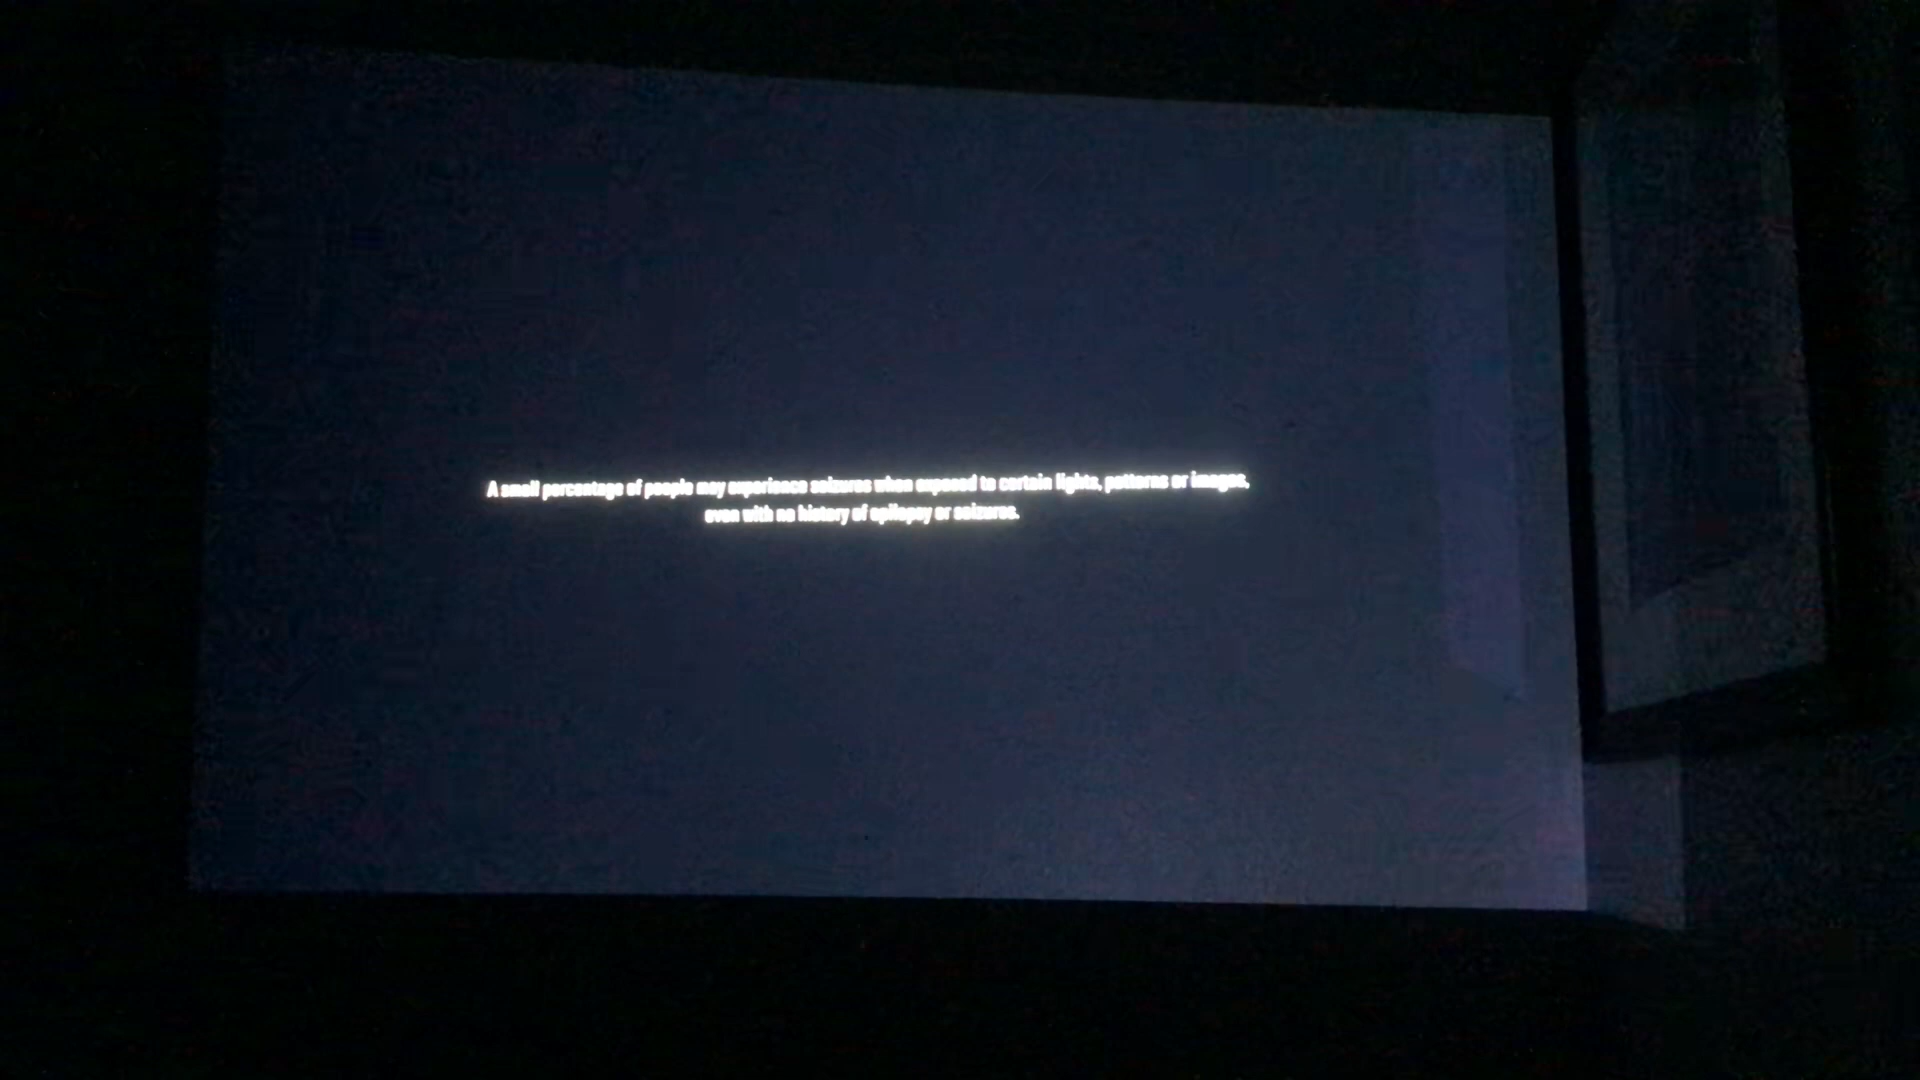 A small percentage of people may experience seizures when exposed to certain lights, patterns or images,
even with no history of epilepsy or seizures.